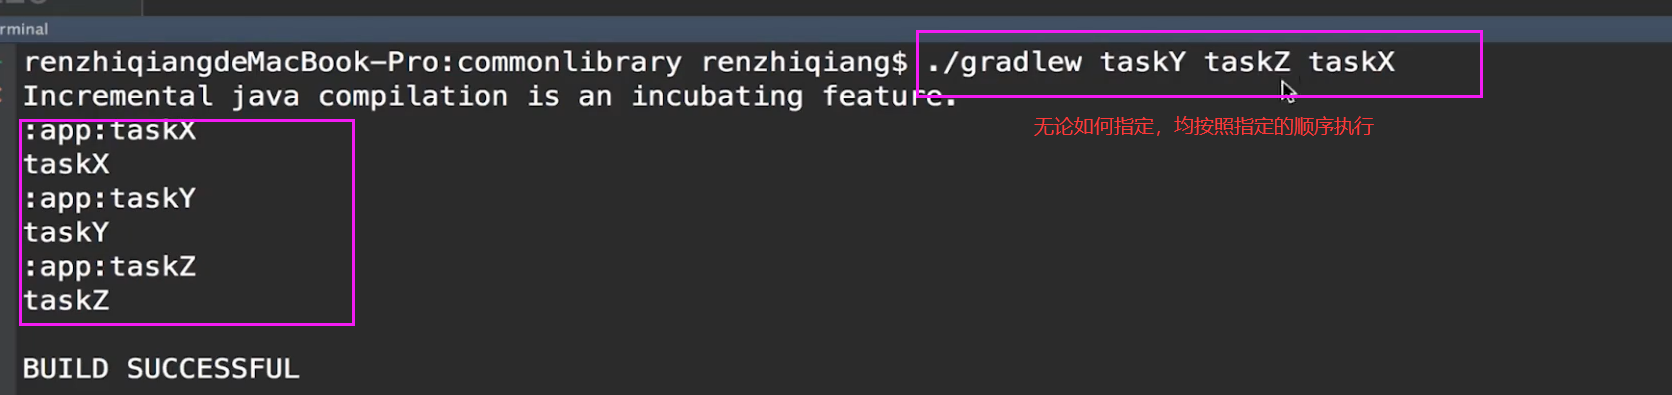 rminal
renzhiqiangdeMacBook-Pro:commonlibrary renzhiqiang$ ./gradlew taskY taskZ taskX
Incremental java compilation is an incubating feature.
无论如何指定，均按照指定的顺序执行
:app:taskX
taskX
:app:taskY
taskY
:app:taskZ
taskZ
BUILD SUCCESSFUL